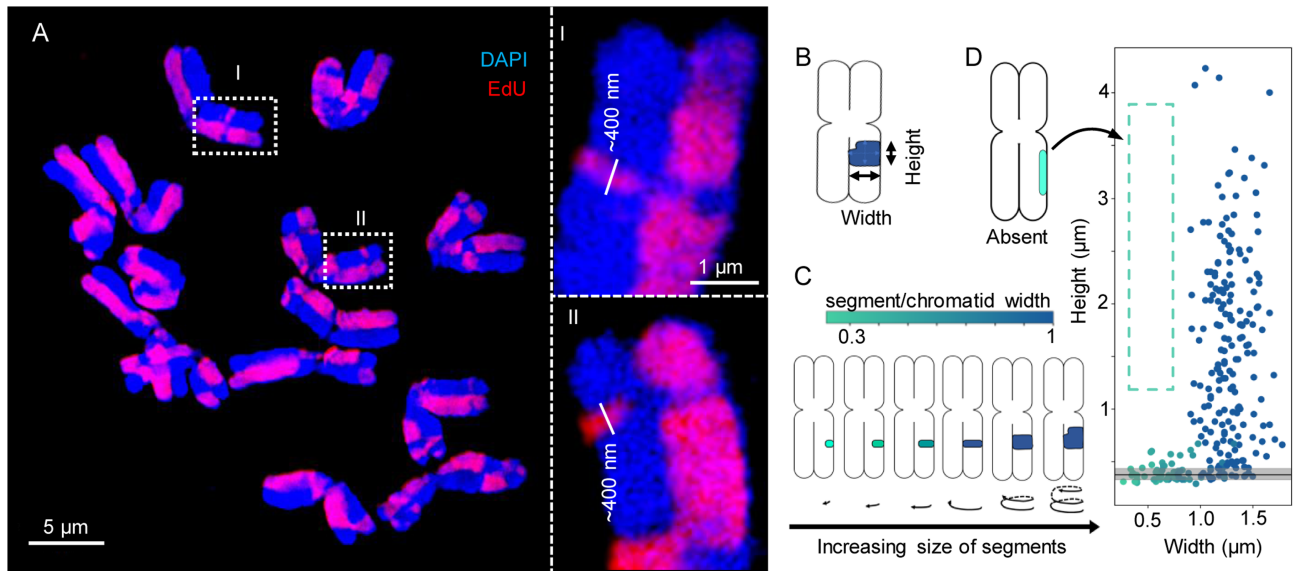 A
DAPI
EdU
I
II
5 µm
I
~400 nm
1 µm
II
~400 nm
B
Height
Width
C
segment/chromatid width
0.3
1
Increasing size of segments
D
Absent
4
3
2
1
Height (µm)
0.5
1.0
1.5
Width (µm)